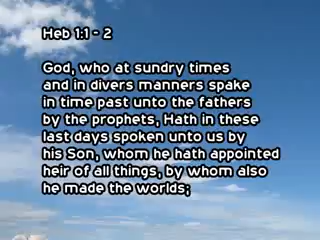 Heb 1:1 - 2
God, who at sundry times
and in divers manners spake
in time past unto the fathers
by the prophets, Hath in these
last days spoken unto us by
his Son, whom he hath appointed
heir of all things, by whom also
he made the worlds;